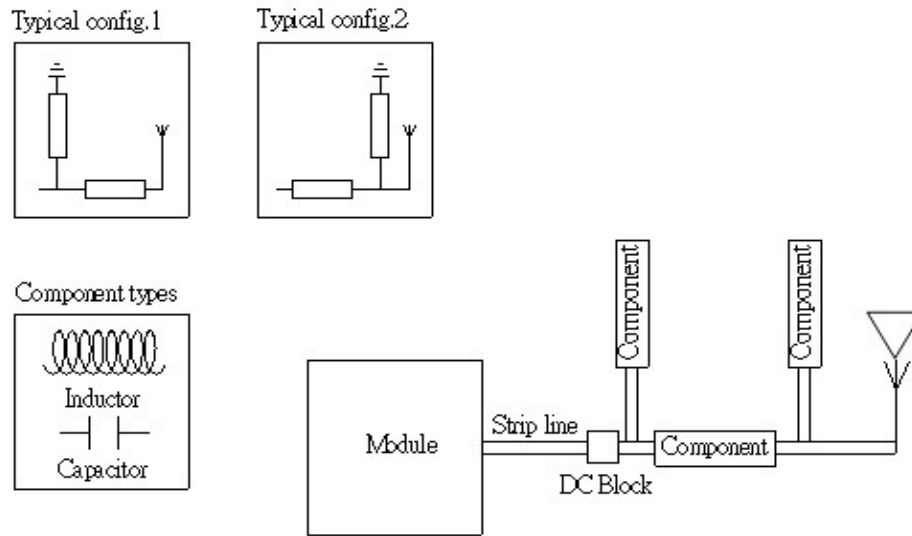 Typical config.1
Typical config.2
Component types
Inductor
Capacitor
Module
Strip line
DC Block
Component
Component
Component